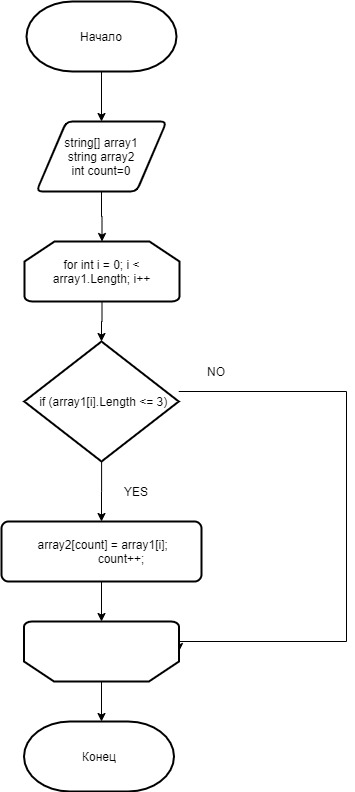 Начало
string[] array1
string array2
int count=0
for int i = 0; i <
array1.Length; i++
NO
if (array1[i].Length <= 3)
YES
array2[count] = array1[i];
count++;
Конец